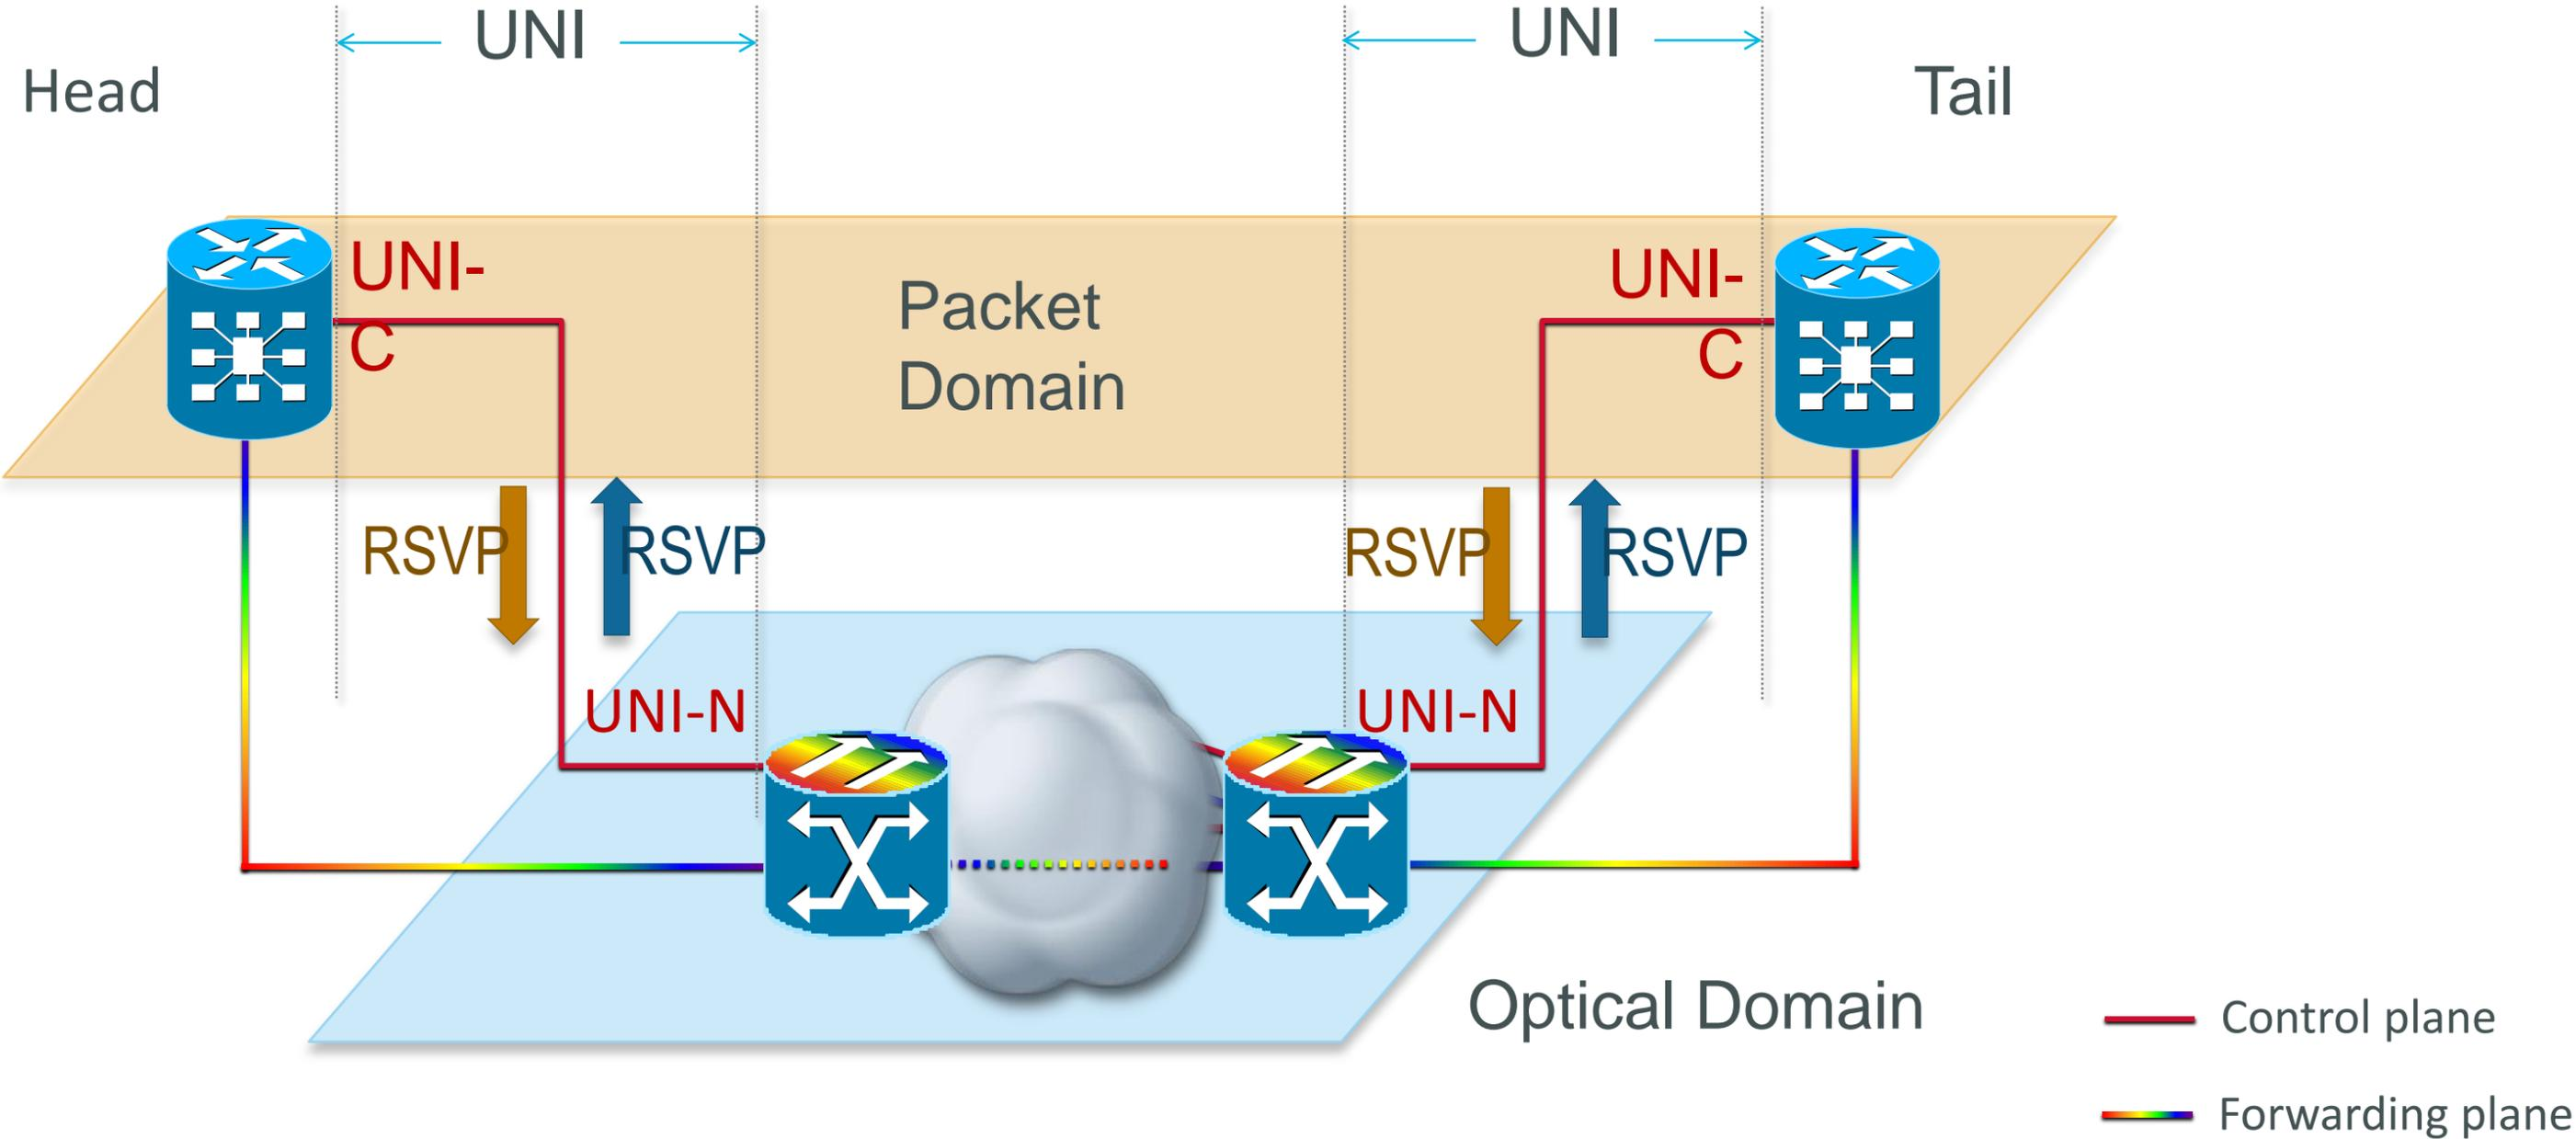 UNI
UNI
Head
Tail
UNI-
C
UNI-
C
Packet
Domain
RSVP
RSVP
RSVP
RSVP
UNI-N
UNI-N
Optical Domain
Control plane
Forwarding plane